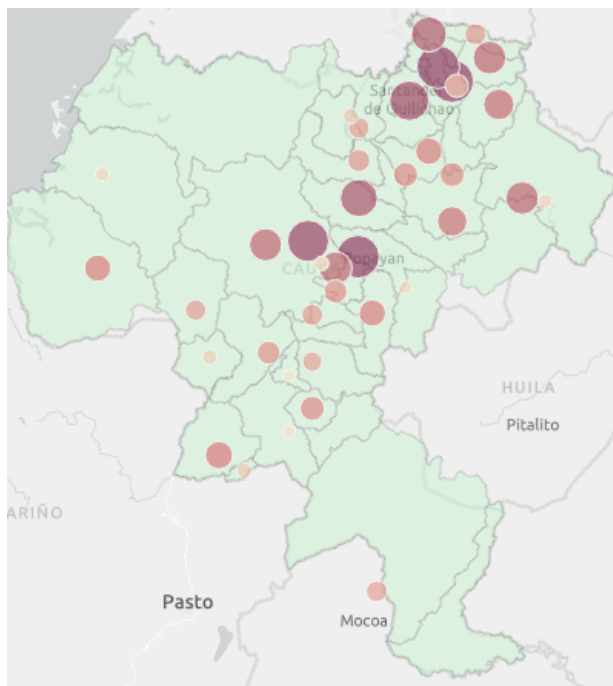 Santander
de Quilichao
CAU
Popayan
HUILA
Pitalito
ARIÑO
Pasto
Mocoa